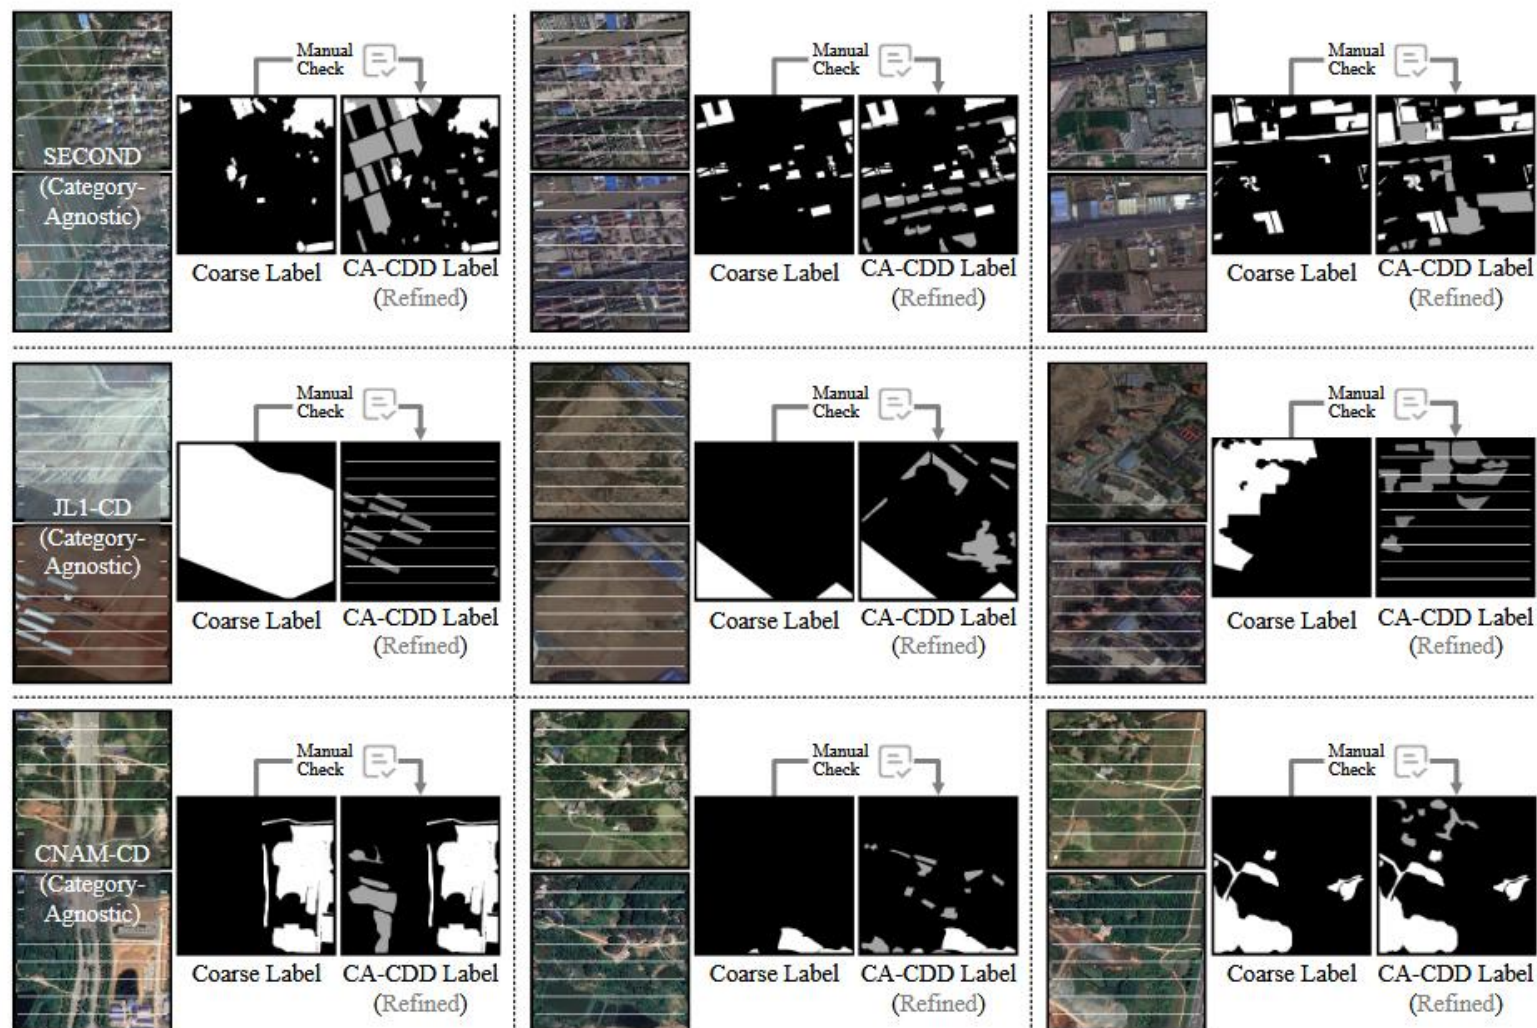 Manual
Check
SECOND
(Category-
Agnostic)
Coarse Label
CA-CDD Label
(Refined)
Manual
Check
Coarse Label
CA-CDD Label
(Refined)
Manual
Check
Coarse Label
CA-CDD Label
(Refined)
Manual
Check
JL1-CD
(Category-
Agnostic)
Coarse Label
CA-CDD Label
(Refined)
Manual
Check
Coarse Label
CA-CDD Label
(Refined)
Manual
Check
Coarse Label
CA-CDD Label
(Refined)
Manual
Check
CNAM-CD
(Category-
Agnostic)
Coarse Label
CA-CDD Label
(Refined)
Manual
Check
Coarse Label
CA-CDD Label
(Refined)
Manual
Check
Coarse Label
CA-CDD Label
(Refined)